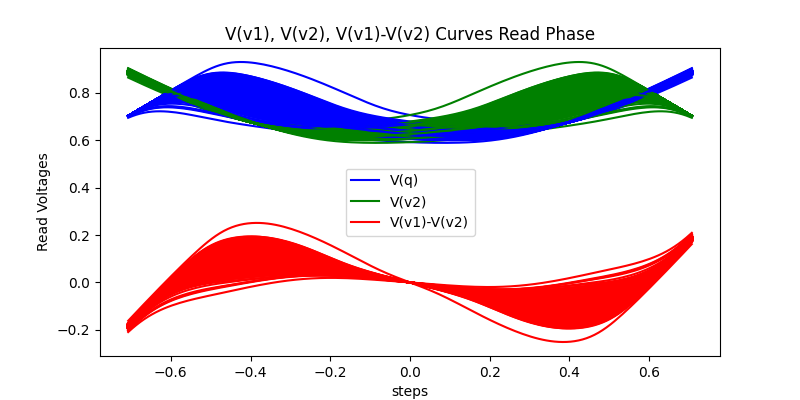 V(v1), V(v2), V(v1)-V(v2) Curves Read Phase
Read Voltages
0.8
0.6
0.4
0.2
0.0
−0.2
V(q)
V(v2)
V(v1)-V(v2)
−0.6 −0.4 −0.2 0.0 0.2 0.4 0.6
steps